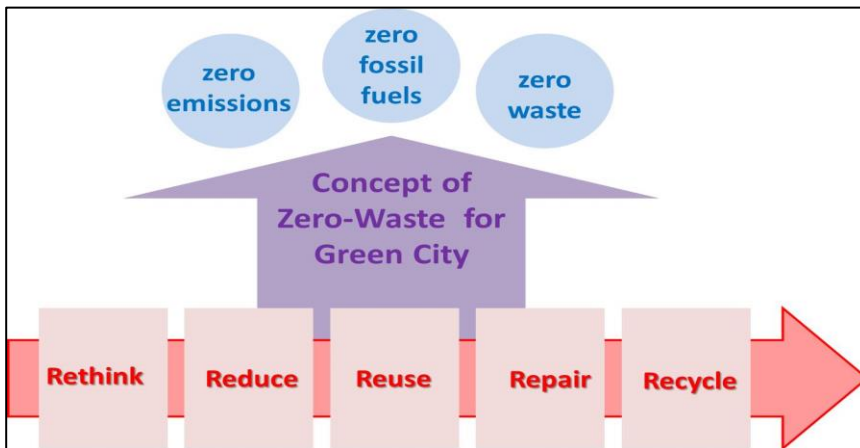 zero
emissions
zero
fossil
fuels
zero
waste
Concept of
Zero-Waste for
Green City
Rethink
Reduce
Reuse
Repair
Recycle